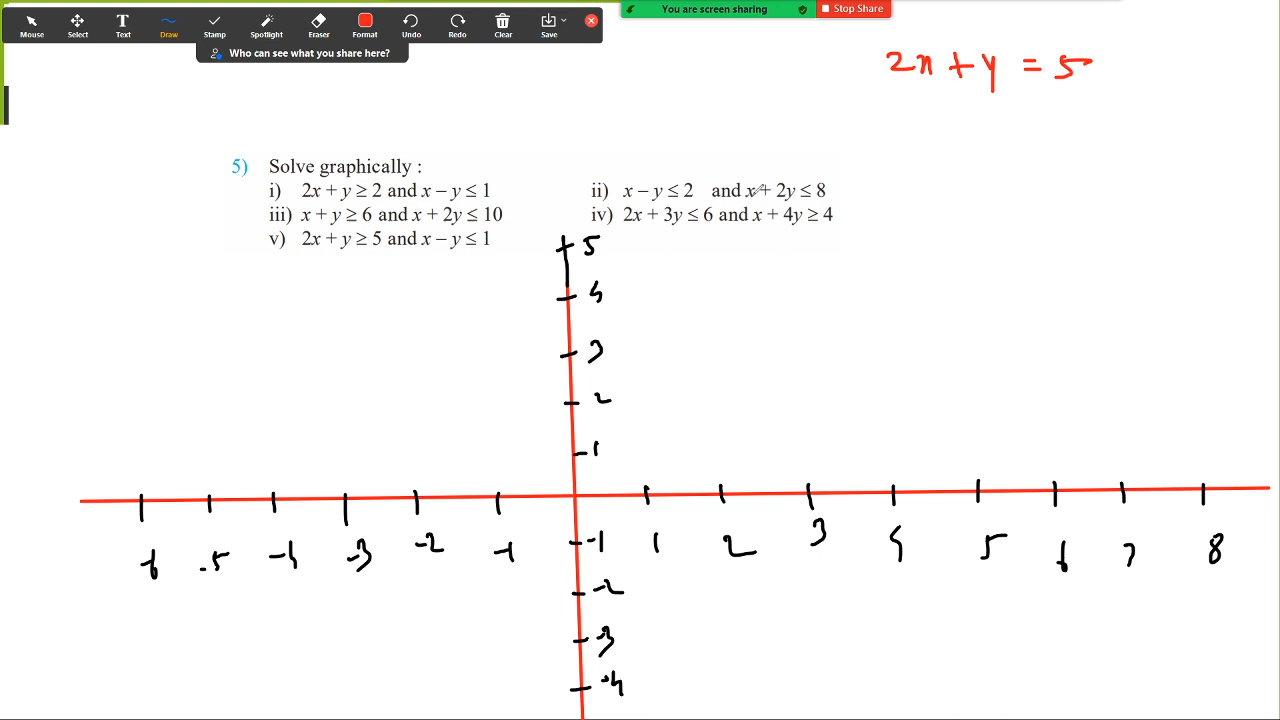 You are screen sharing Stop Share
Mouse Select Text Draw Stamp Spotlight Eraser Format Undo Redo Clear Save
Who can see what you share here?
2x + y = 5
5) Solve graphically :
i) 2x + y ≥ 2 and x − y ≤ 1 ii) x − y ≤ 2 and x + 2y ≤ 8
iii) x + y ≥ 6 and x + 2y ≤ 10 iv) 2x + 3y ≤ 6 and x + 4y ≥ 4
v) 2x + y ≥ 5 and x − y ≤ 1
5
4
3
2
1
-6 -5 -4 -3 -2 -1 1 2 3 4 5 6 7 8
-1
-2
-3
-4